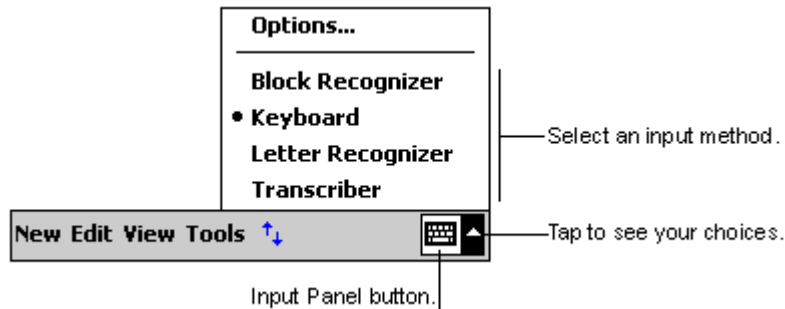 Options...
Block Recognizer
Keyboard
Letter Recognizer
Transcriber
Select an input method.
New Edit View Tools
Tap to see your choices.
Input Panel button.